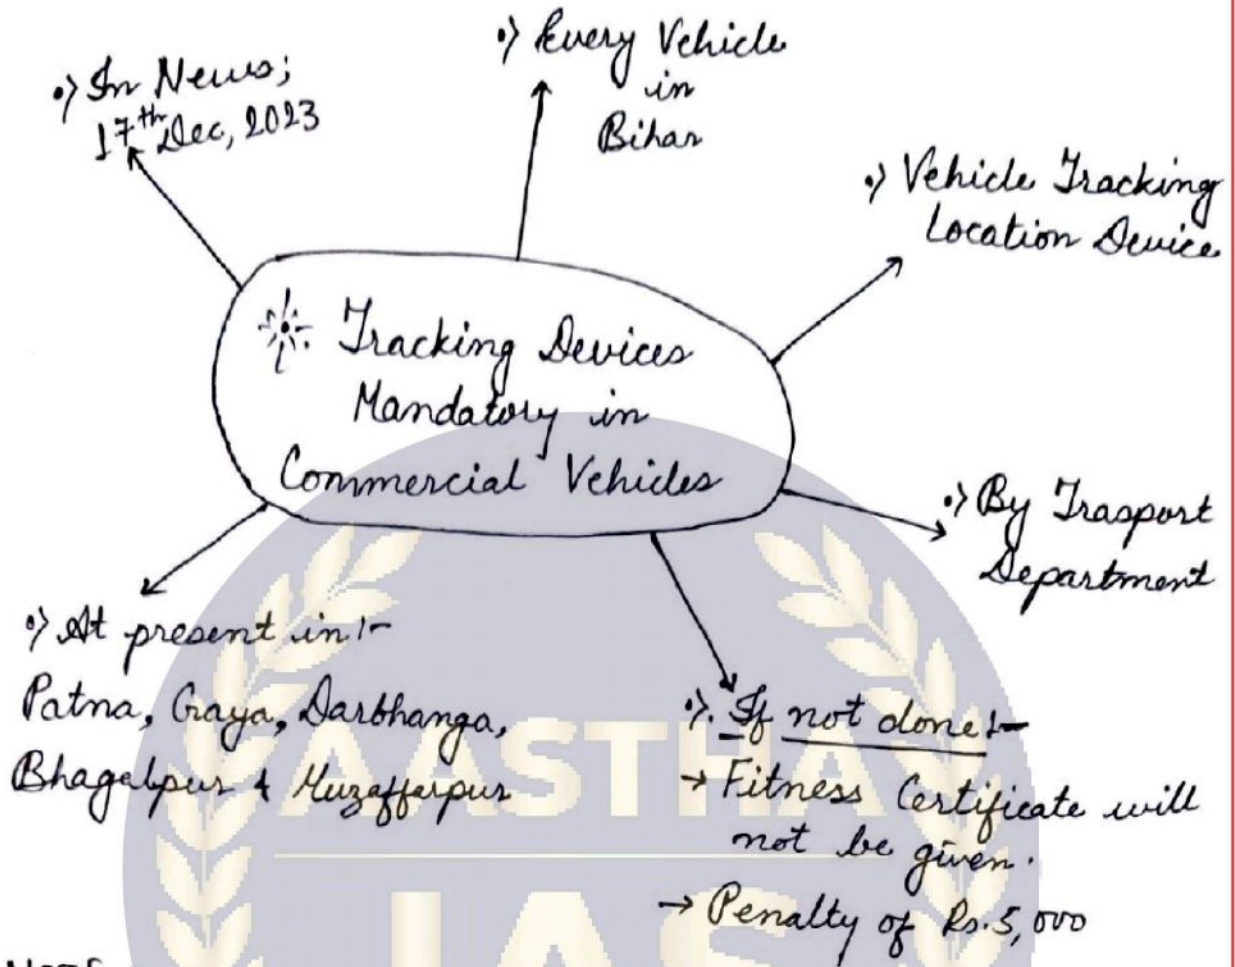 •> In News;
17th Dec, 2023
•> Every Vehicle
in
Bihar
•> Vehicle Tracking
Location Device
Tracking Devices
Mandatory in
Commercial Vehicles
•> By Trasport
Department
•> At present in:-
Patna, Gaya, Darbhanga,
Bhagalpur & Muzaffarpur
•> If not done:-
→ Fitness Certificate will
not be given.
→ Penalty of Rs. 5,000
AASTHA
IAS